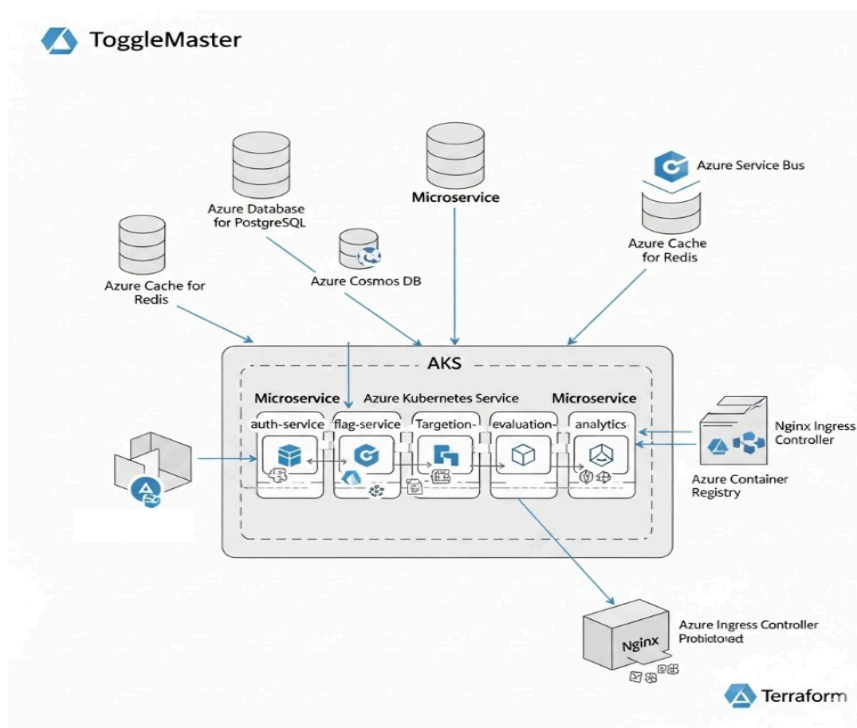 ToggleMaster
Azure Service Bus
Azure Database
for PostgreSQL
Microservice
Azure Cache
for Redis
Azure Cosmos DB
Azure Cache for
Redis
AKS
Microservice
Azure Kubernetes Service
Microservice
auth-service
flag-service
Targetion-
evaluation-
analytics
Nginx Ingress
Controller
Azure Container
Registry
Nginx
Azure Ingress Controller
Terraform